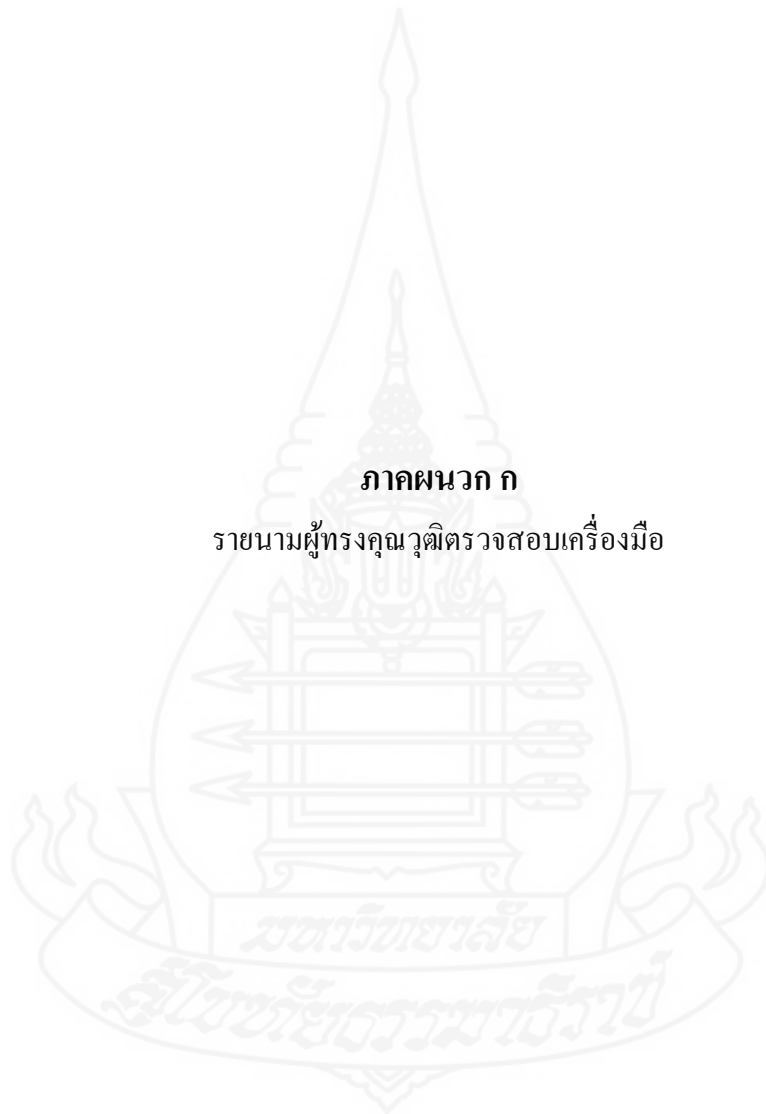 ภาคผนวก ก
รายนามผู้ทรงคุณวุฒิตรวจสอบเครื่องมือ
มหาวิทยาลัย
สุโขทัยธรรมาธิราช